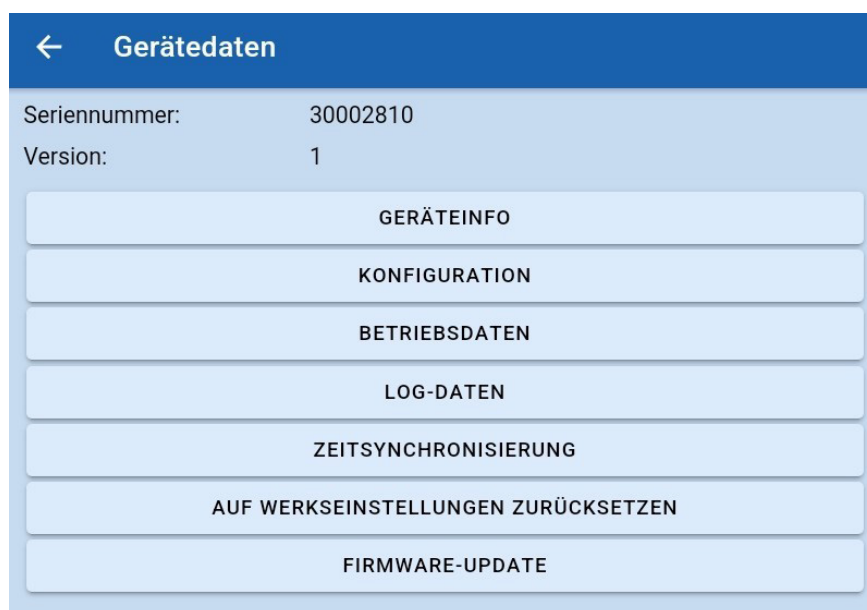 Gerätedaten
Seriennummer: 30002810
Version: 1
GERÄTEINFO
KONFIGURATION
BETRIEBSDATEN
LOG-DATEN
ZEITSYNCHRONISIERUNG
AUF WERKSEINSTELLUNGEN ZURÜCKSETZEN
FIRMWARE-UPDATE